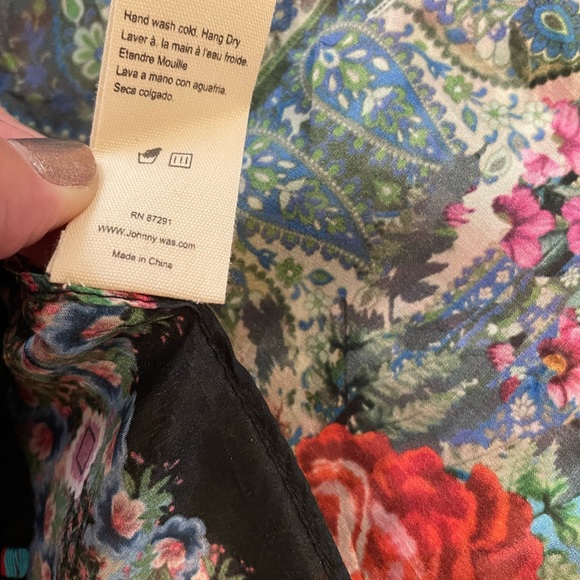 Hand wash cold. Hang Dry
Laver à, la main à l'eau froide.
Etendre Mouille
Lava a mano con aguafria.
Seca colgado.
RN 87291
www.Johnny was.com
Made in China